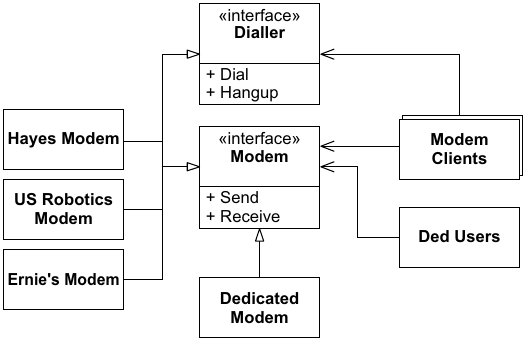 «interface»
Dialler
+ Dial
+ Hangup
Hayes Modem
«interface»
Modem
+ Send
+ Receive
Modem
Clients
US Robotics
Modem
Ded Users
Ernie's Modem
Dedicated
Modem